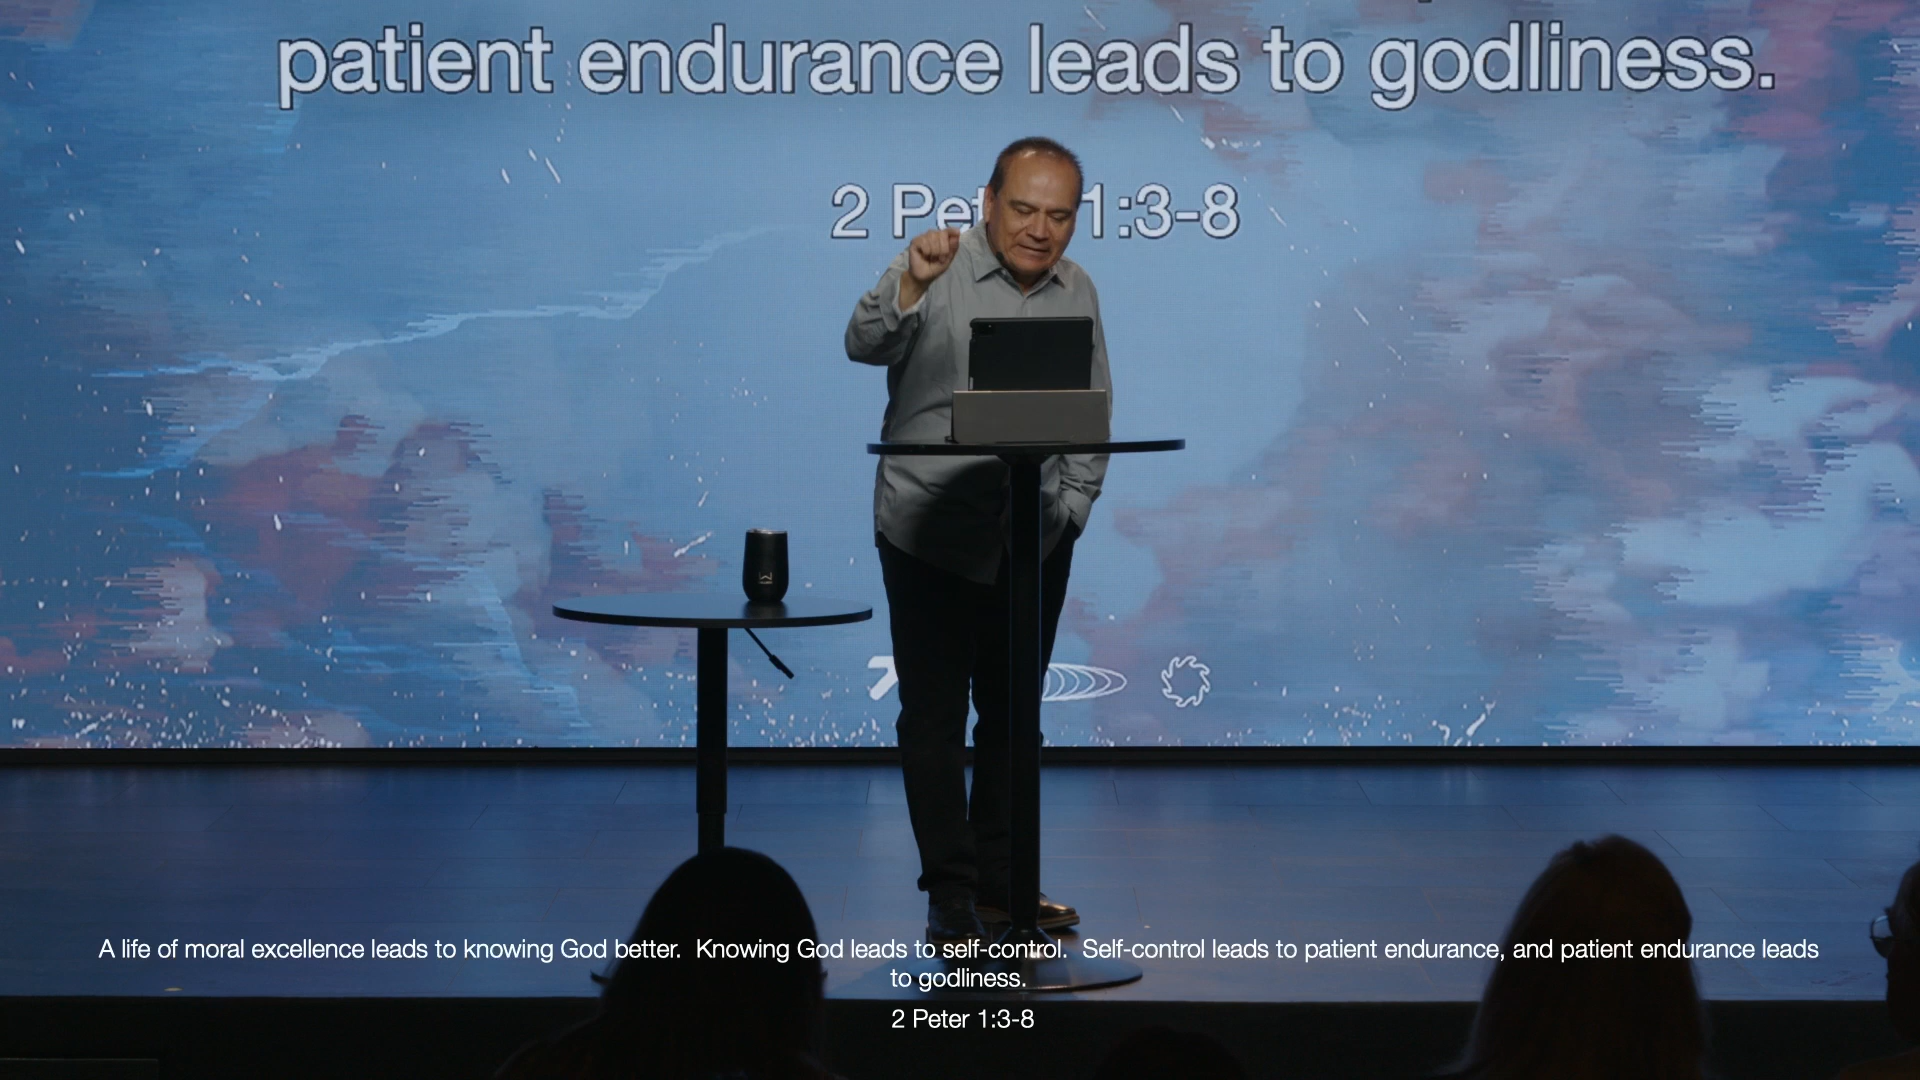 patient endurance leads to godliness.
2 Pet 1:3-8
A life of moral excellence leads to knowing God better.  Knowing God leads to self-control.  Self-control leads to patient endurance, and patient endurance leads
to godliness.
2 Peter 1:3-8